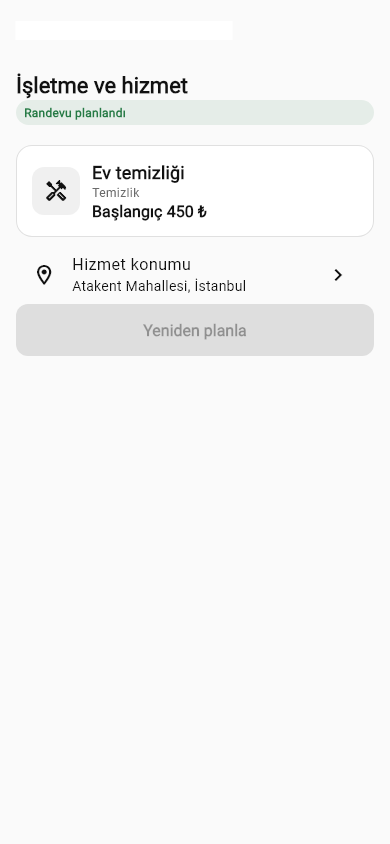 İşletme ve hizmet
Randevu planlandı
Ev temizliği
Temizlik
Başlangıç 450 ₺
Hizmet konumu
Atakent Mahallesi, İstanbul
Yeniden planla